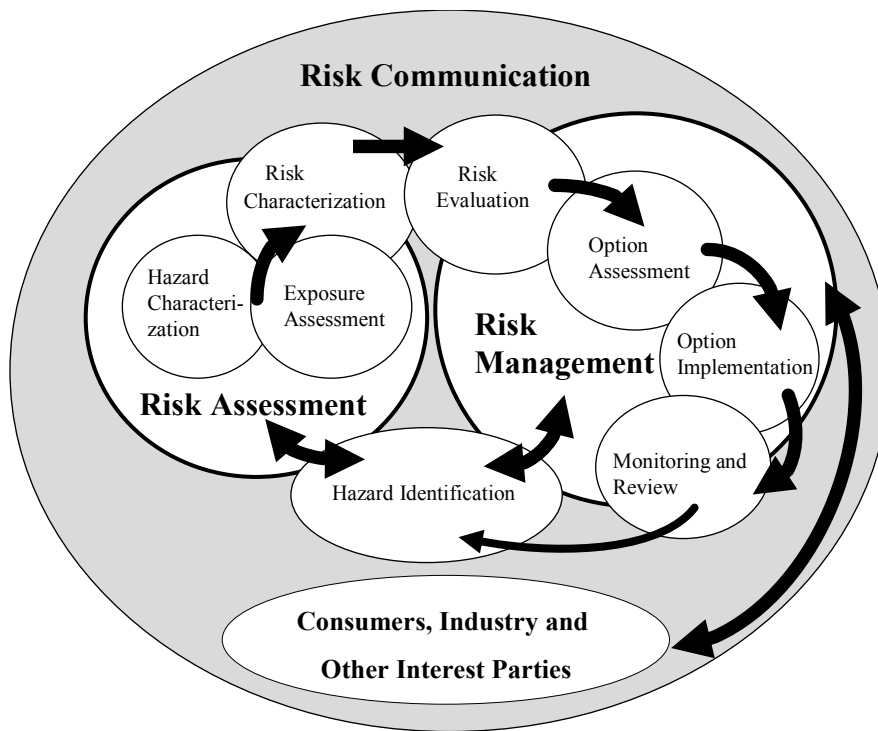 Risk Communication
Risk
Characterization
Risk
Evaluation
Option
Assessment
Hazard
Characteri-
zation
Exposure
Assessment
Risk
Management
Option
Implementation
Risk Assessment
Monitoring and
Review
Hazard Identification
Consumers, Industry and
Other Interest Parties